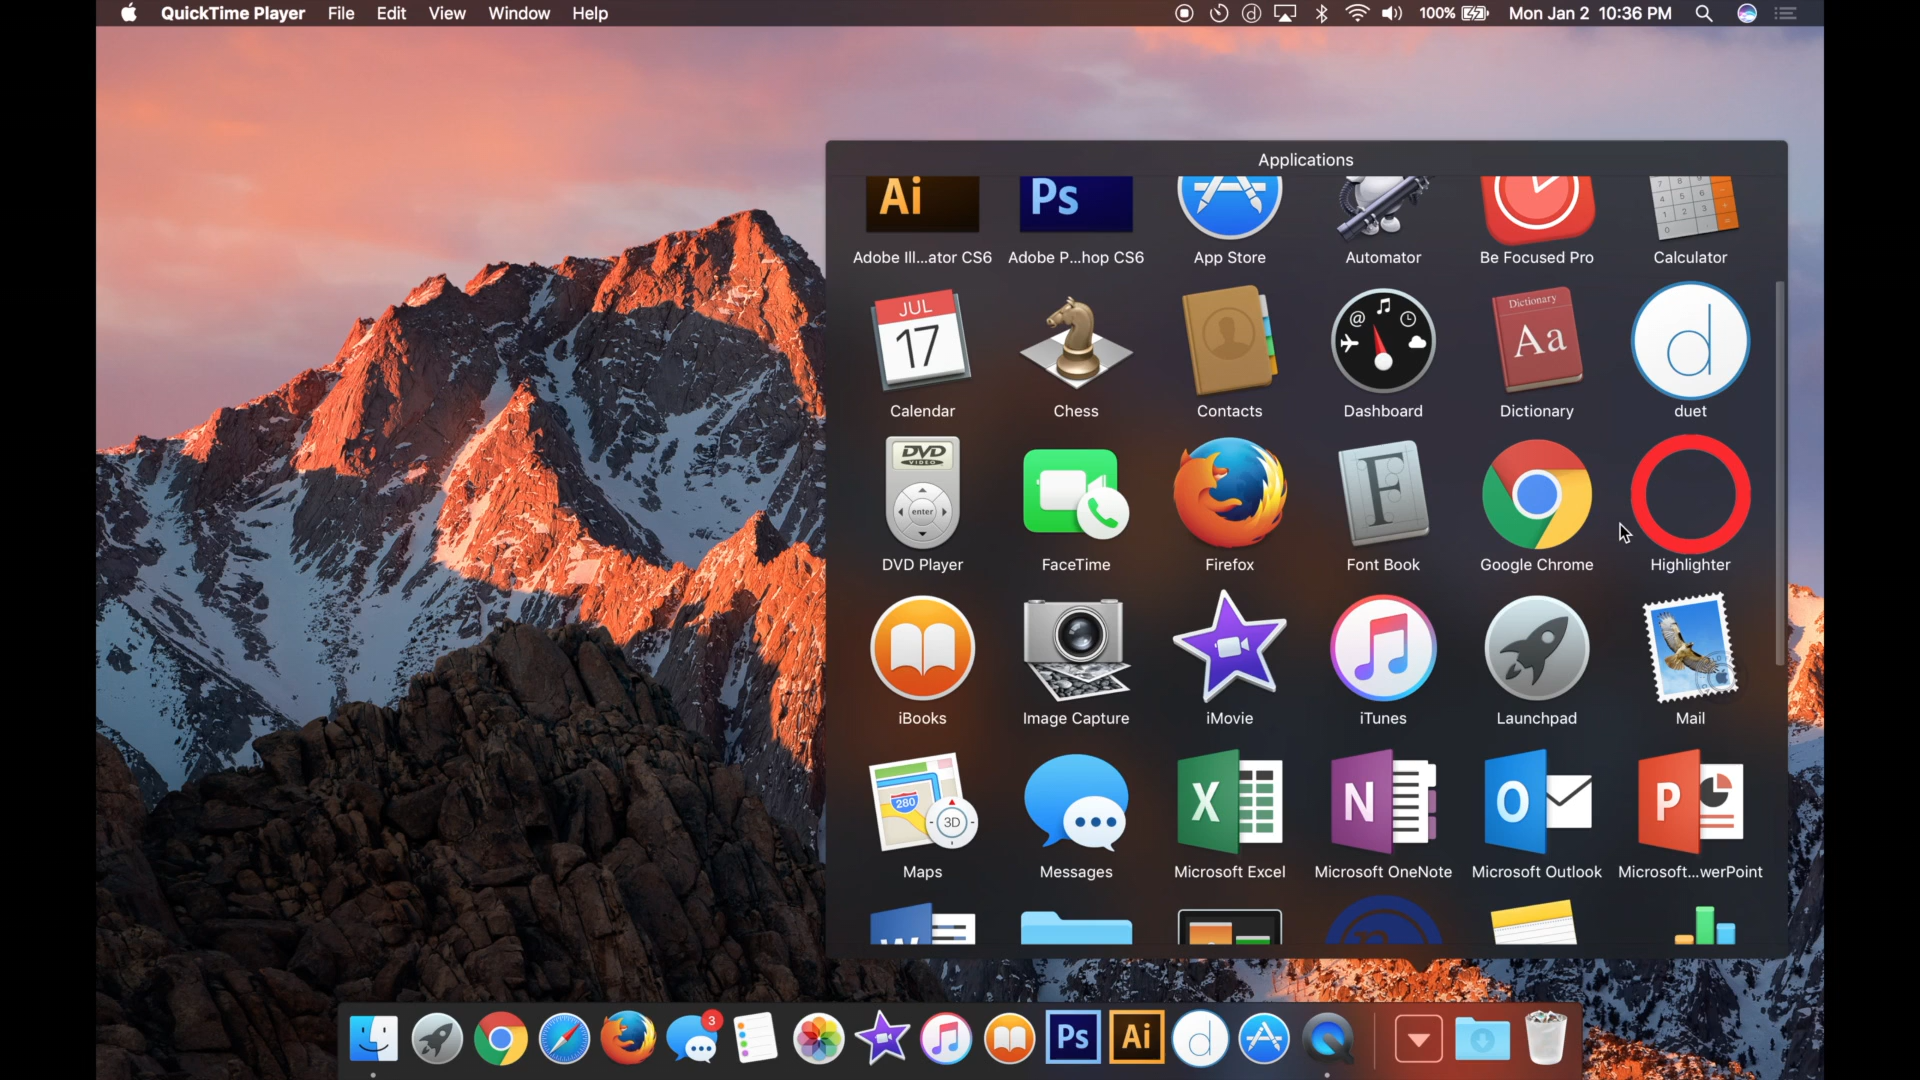 QuickTime Player File Edit View Window Help 100% Mon Jan 2 10:36 PM
Applications
Ai Ps
Adobe Ill...ator CS6 Adobe P...hop CS6 App Store Automator Be Focused Pro Calculator
JUL Dictionary
17 Aa d
Calendar Chess Contacts Dashboard Dictionary duet
DVD
VIDEO
enter F
DVD Player FaceTime Firefox Font Book Google Chrome Highlighter
iBooks Image Capture iMovie iTunes Launchpad Mail
280 3D X N O P
Maps Messages Microsoft Excel Microsoft OneNote Microsoft Outlook Microsoft...werPoint
W
3 Ps Ai d